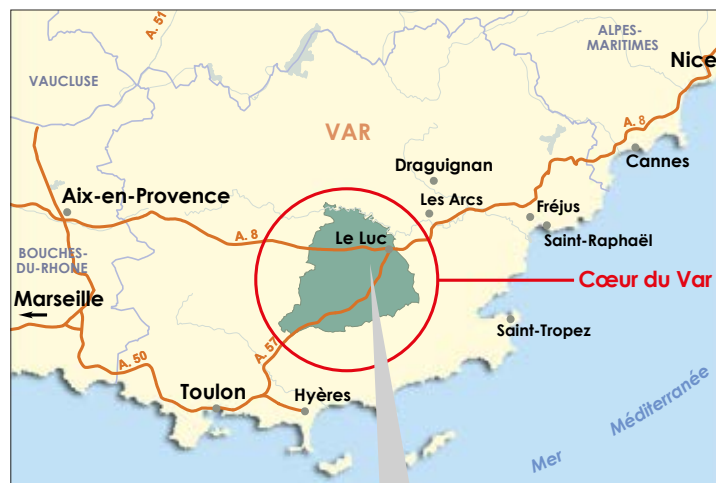 A. 51
ALPES-
MARITIMES
Nice
VAUCLUSE
VAR
A. 8
Cannes
Draguignan
Aix-en-Provence
Les Arcs
Fréjus
A. 8
Le Luc
Saint-Raphaël
BOUCHES-
DU-RHONE
Cœur du Var
Marseille
Saint-Tropez
A. 57
A. 50
Toulon
Hyères
Mer Méditerranée